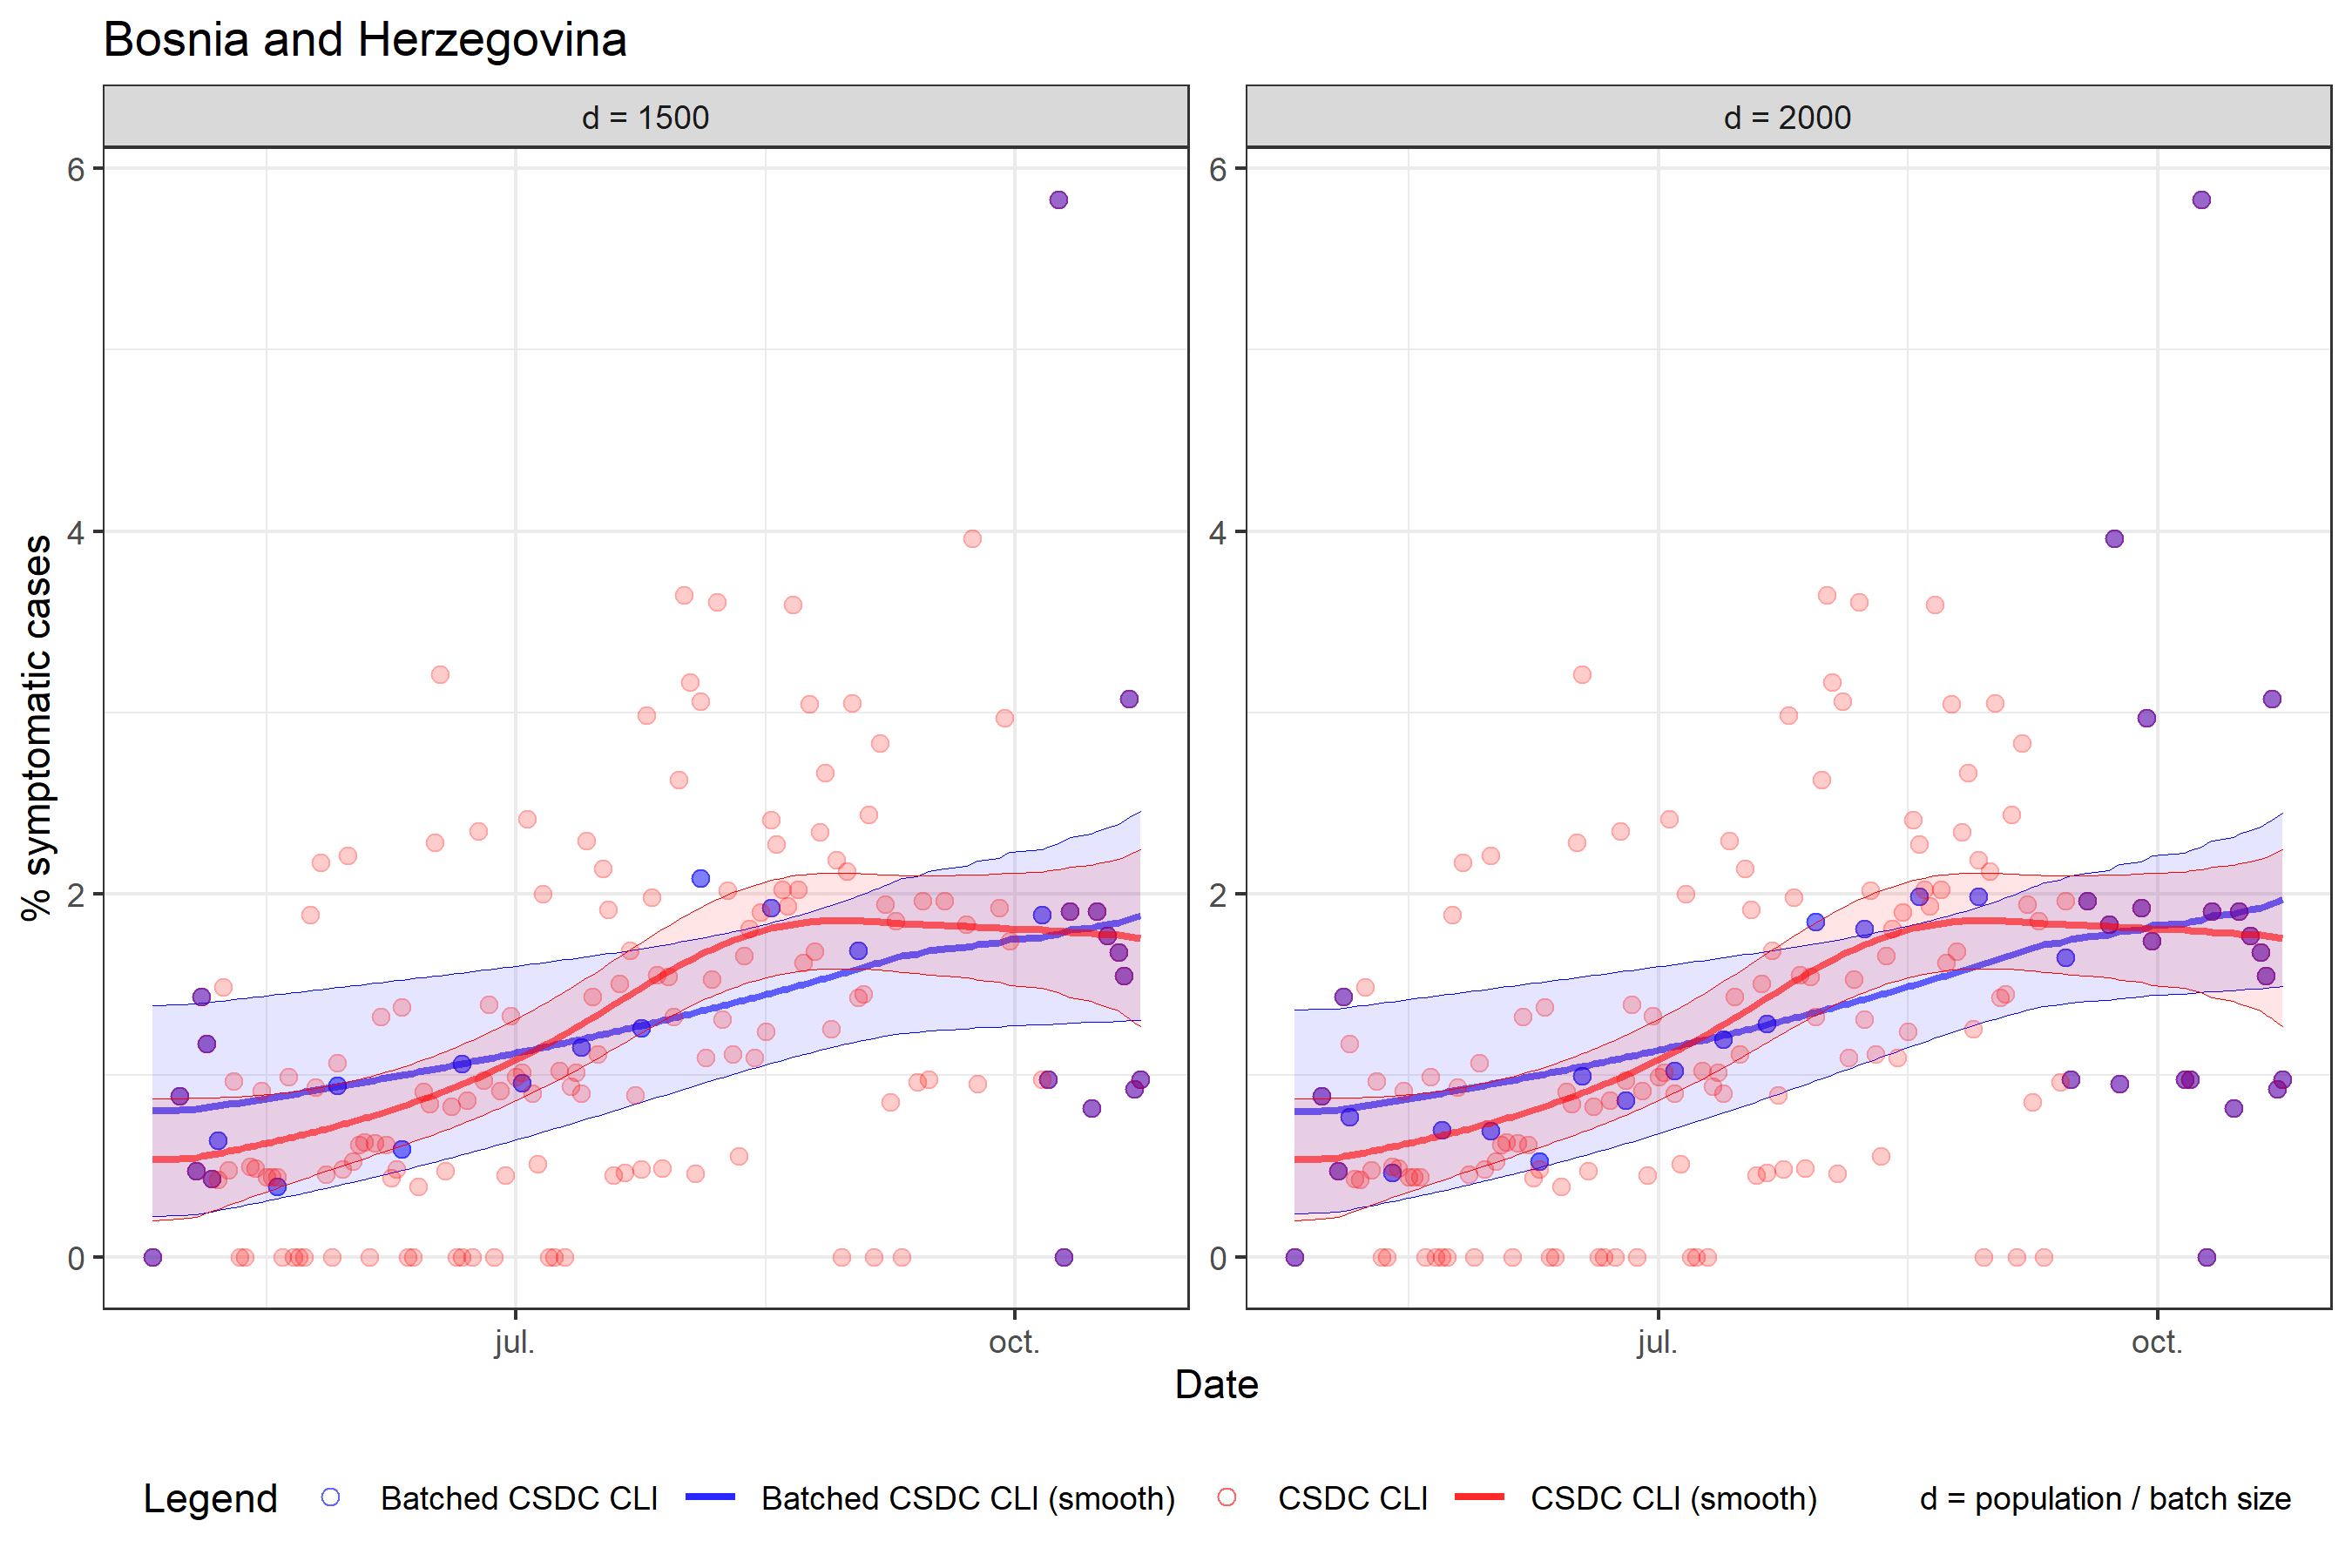 Bosnia and Herzegovina
d = 1500
d = 2000
% symptomatic cases
6
4
2
0
6
4
2
0
jul.
oct.
jul.
oct.
Date
Legend
Batched CSDC CLI
Batched CSDC CLI (smooth)
CSDC CLI
CSDC CLI (smooth)
d = population / batch size